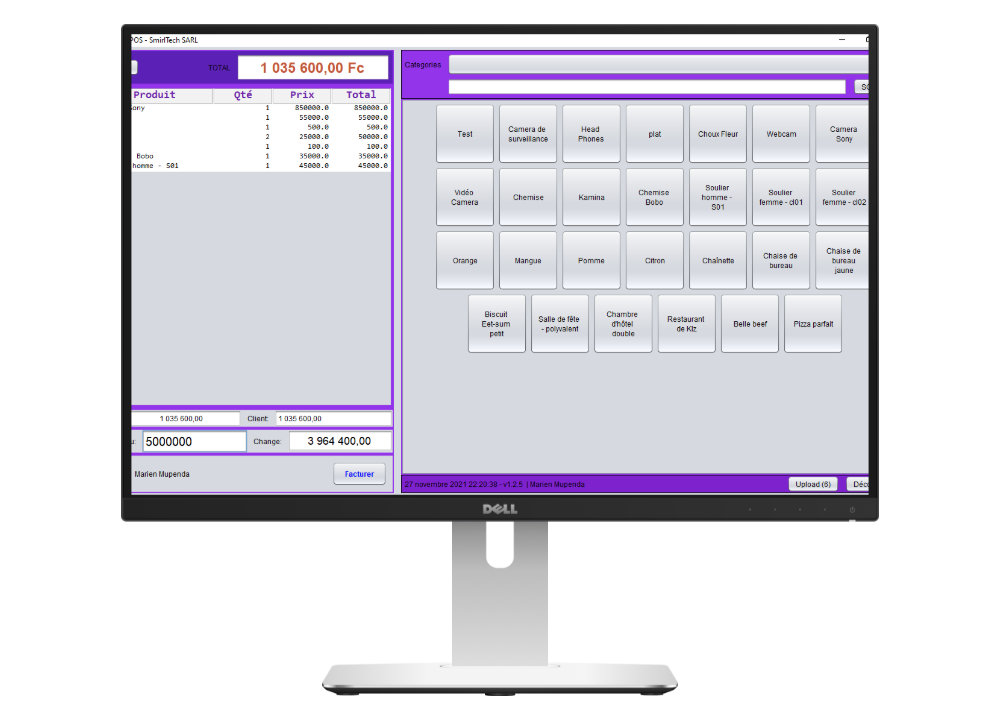 POS - SmirlTech SARL
TOTAL 1 035 600,00 Fc
Produit Qté Prix Total
1 850000.0 850000.0
1 55000.0 55000.0
1 500.0 500.0
2 25000.0 50000.0
1 100.0 100.0
Bobo 1 35000.0 35000.0
homme - S01 1 45000.0 45000.0
1 035 600,00 Client: 1 035 600,00
5000000 Change: 3 964 400,00
Marien Mupenda Facturer
Categories
Test
Camera de
surveillance
Head
Phones
plat
Choux Fleur
Webcam
Camera
Sony
Vidéo
Camera
Chemise
Kamina
Chemise
Bobo
Soulier
homme -
S01
Soulier
femme - cl01
Soulier
femme - cl02
Orange
Mangue
Pomme
Citron
Chaînette
Chaise de
bureau
Chaise de
bureau
jaune
Biscuit
Eet-sum
petit
Salle de fête
- polyvalent
Chambre
d'hôtel
double
Restaurant
de Klz
Belle beef
Pizza parfait
27 novembre 2021 22:20:38 - v1.2.5 | Marien Mupenda
Upload (6)
Déco
DELL